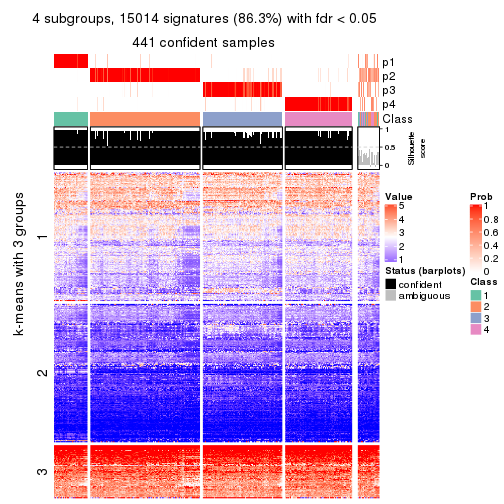 4 subgroups, 15014 signatures (86.3%) with fdr < 0.05
441 confident samples
p1
p2
p3
p4
Class
1
0.5
0
Silhouette
score
k-means with 3 groups
1
2
3
Value
5
4
3
2
1
Status (barplots)
confident
ambiguous
Prob
1
0.8
0.6
0.4
0.2
0
Class
1
2
3
4